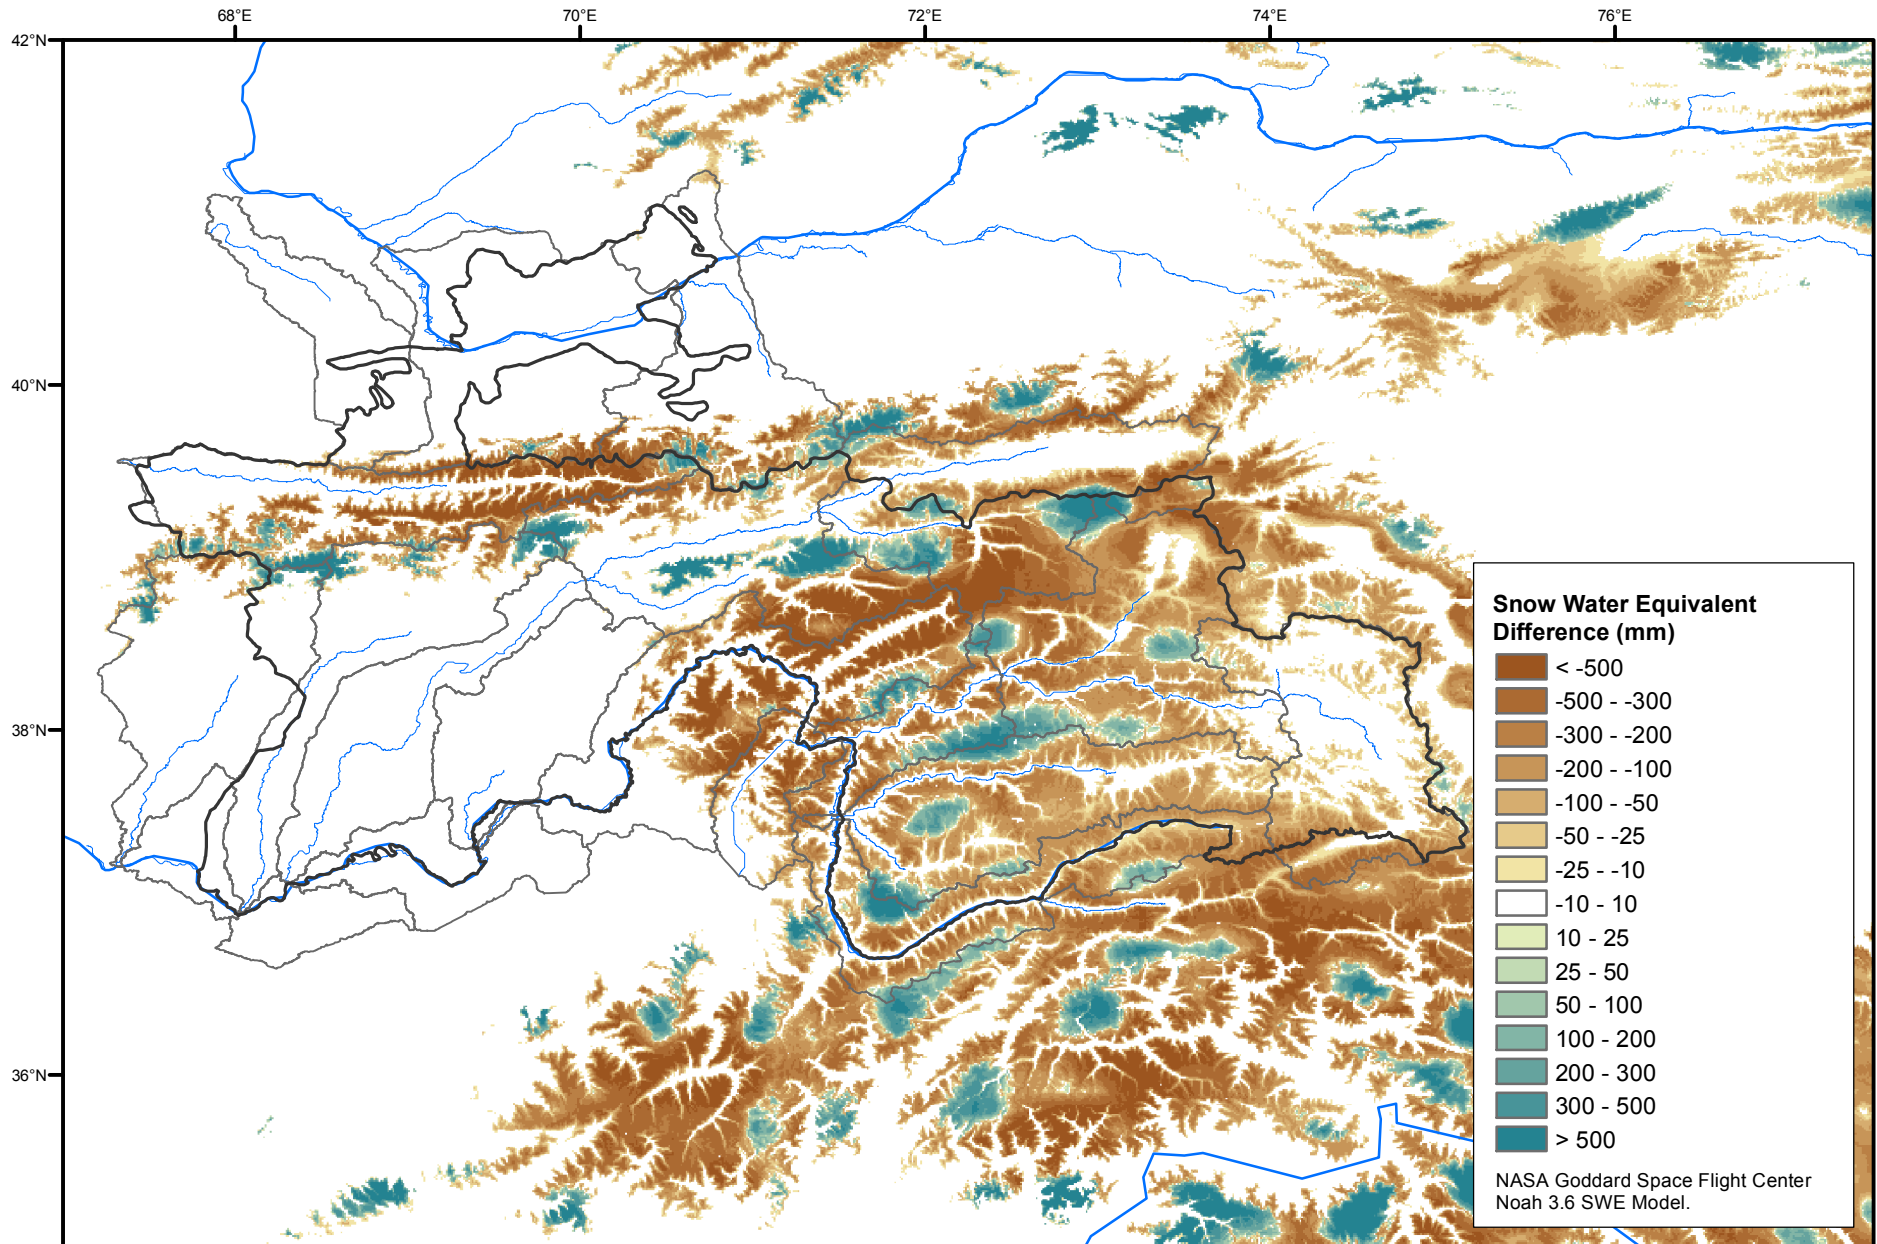 68°E 70°E 72°E 74°E 76°E
42°N
40°N
38°N
36°N
Snow Water Equivalent
Difference (mm)
< -500
-500 - -300
-300 - -200
-200 - -100
-100 - -50
-50 - -25
-25 - -10
-10 - 10
10 - 25
25 - 50
50 - 100
100 - 200
200 - 300
300 - 500
> 500
NASA Goddard Space Flight Center
Noah 3.6 SWE Model.